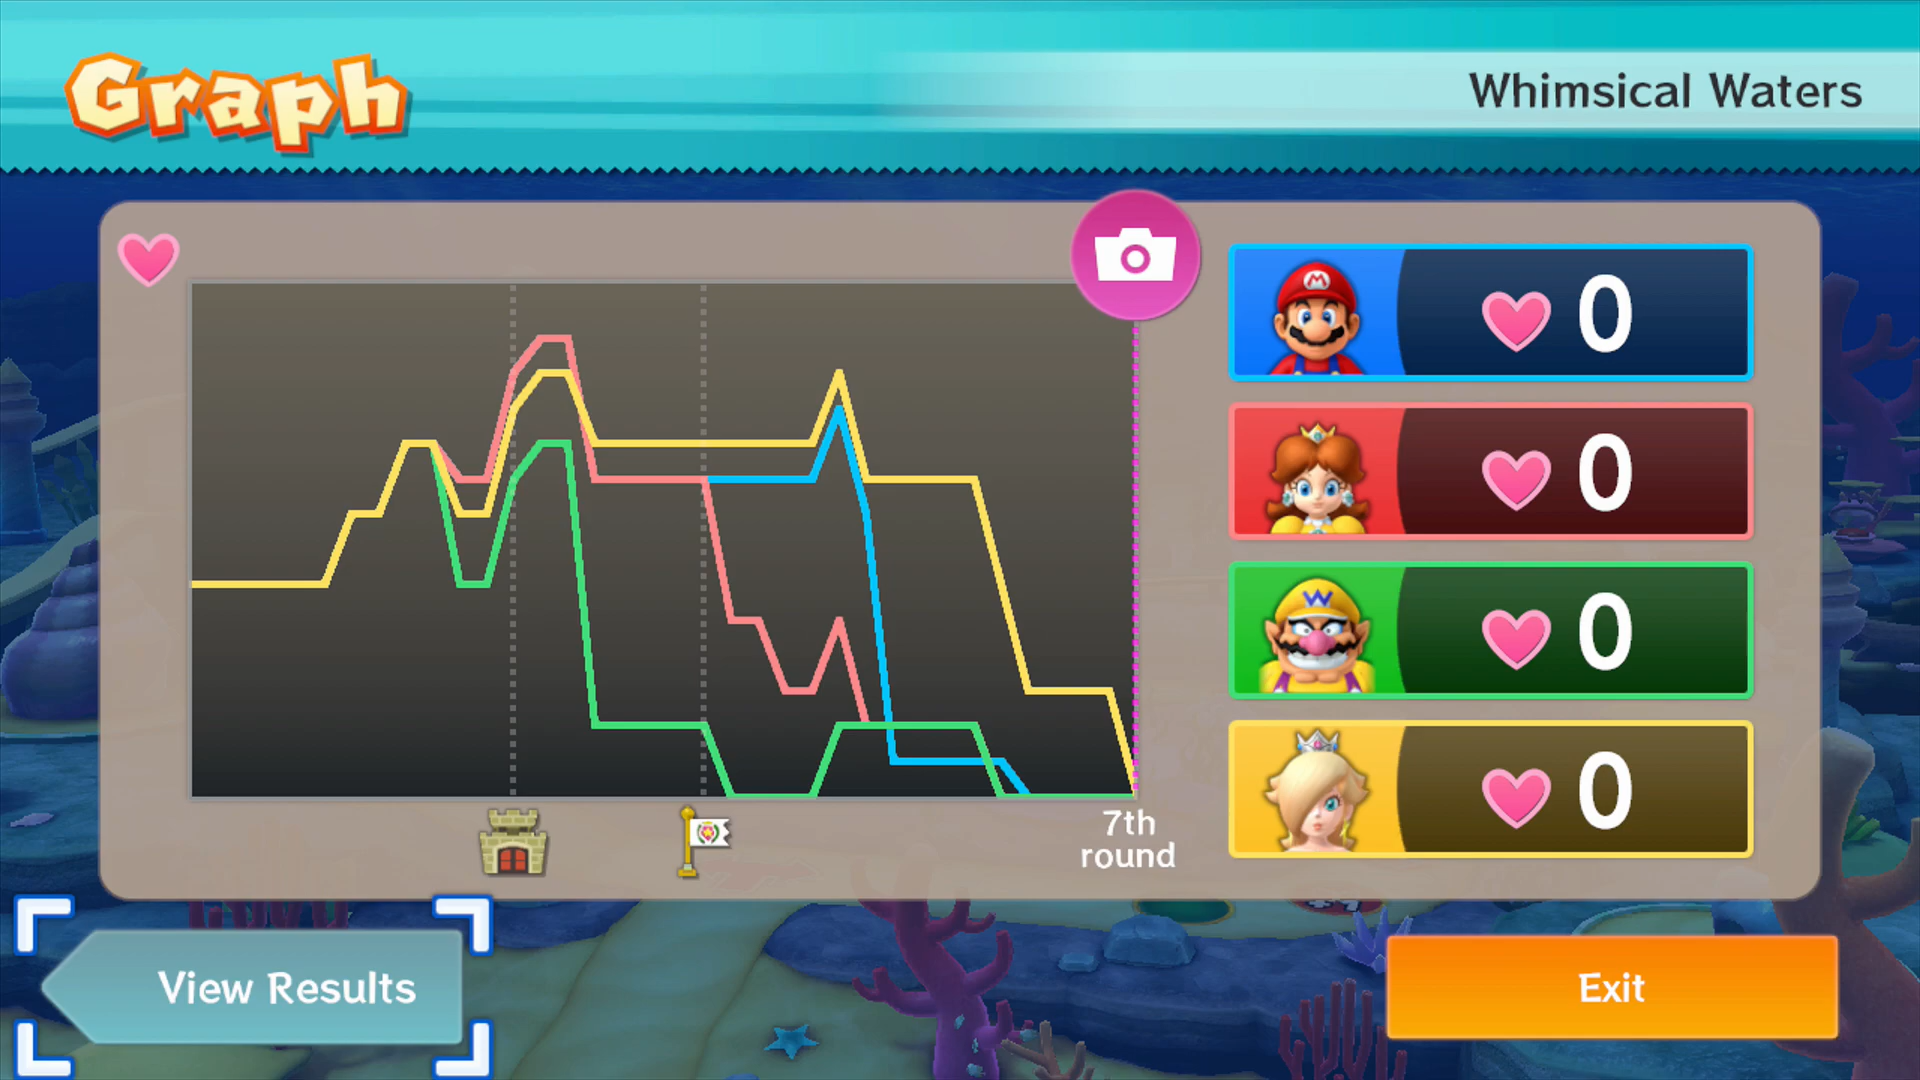 Graph
Whimsical Waters
0
0
0
0
7th
round
View Results
Exit